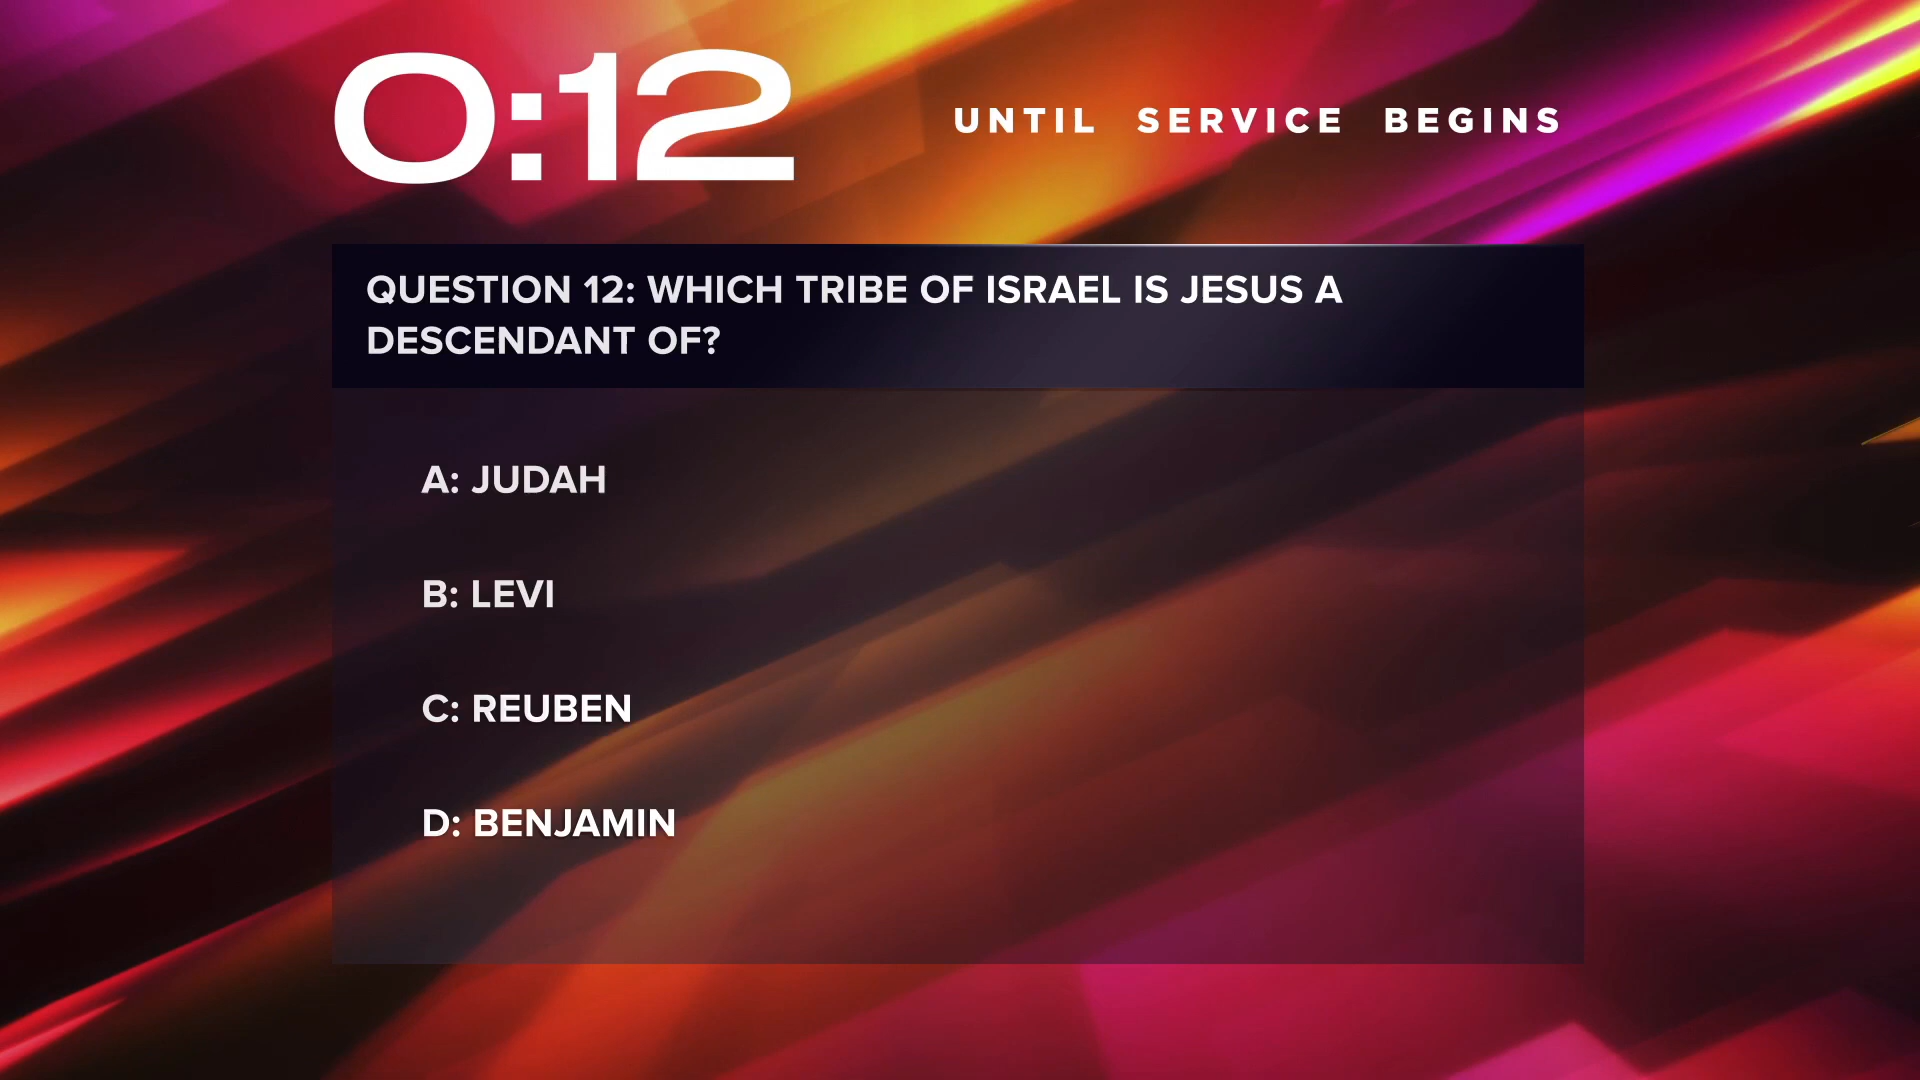 0:12
UNTIL SERVICE BEGINS
QUESTION 12: WHICH TRIBE OF ISRAEL IS JESUS A
DESCENDANT OF?
A: JUDAH
B: LEVI
C: REUBEN
D: BENJAMIN